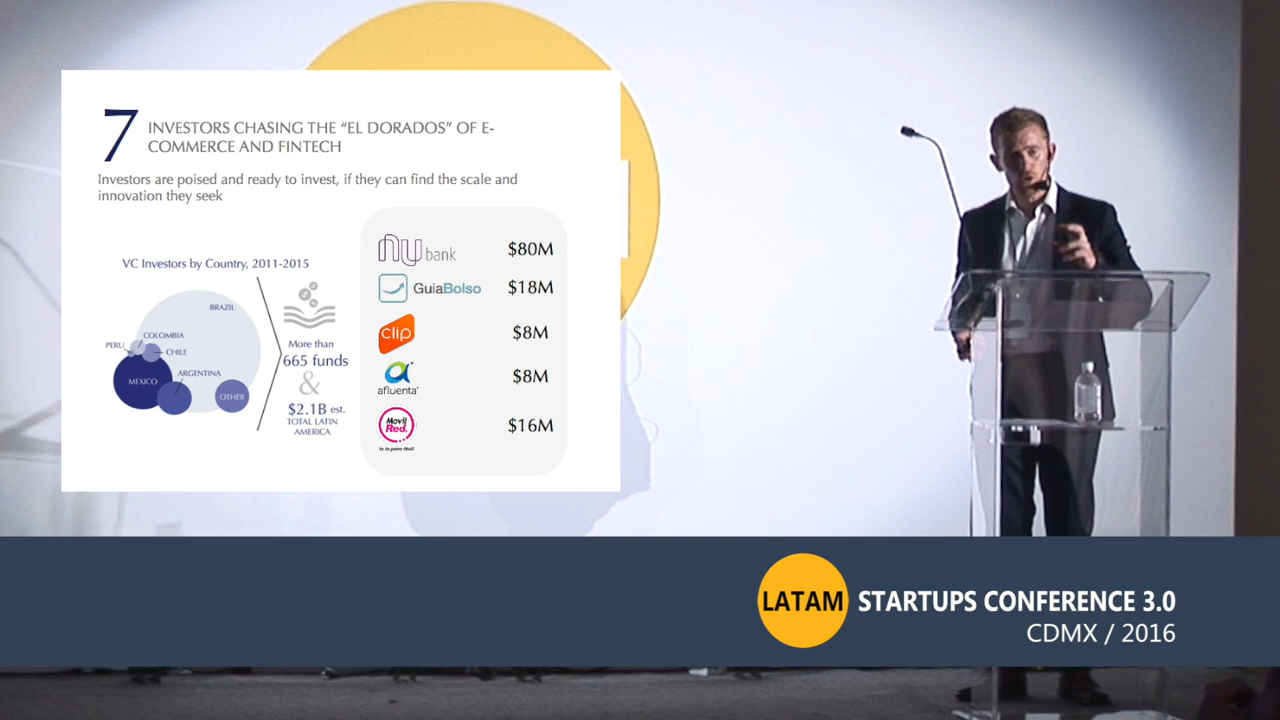 7
INVESTORS CHASING THE “EL DORADOS” OF E-
COMMERCE AND FINTECH
Investors are poised and ready to invest, if they can find the scale and
innovation they seek
VC Investors by Country, 2011-2015
BRAZIL
COLOMBIA
PERU
CHILE
ARGENTINA
MEXICO
OTHER
More than
665 funds
&
$2.1B est.
TOTAL LATIN
AMERICA
nu bank $80M
GuiaBolso $18M
clip $8M
afluenta $8M
Movil
Red. $16M
LATAM STARTUPS CONFERENCE 3.0
CDMX / 2016